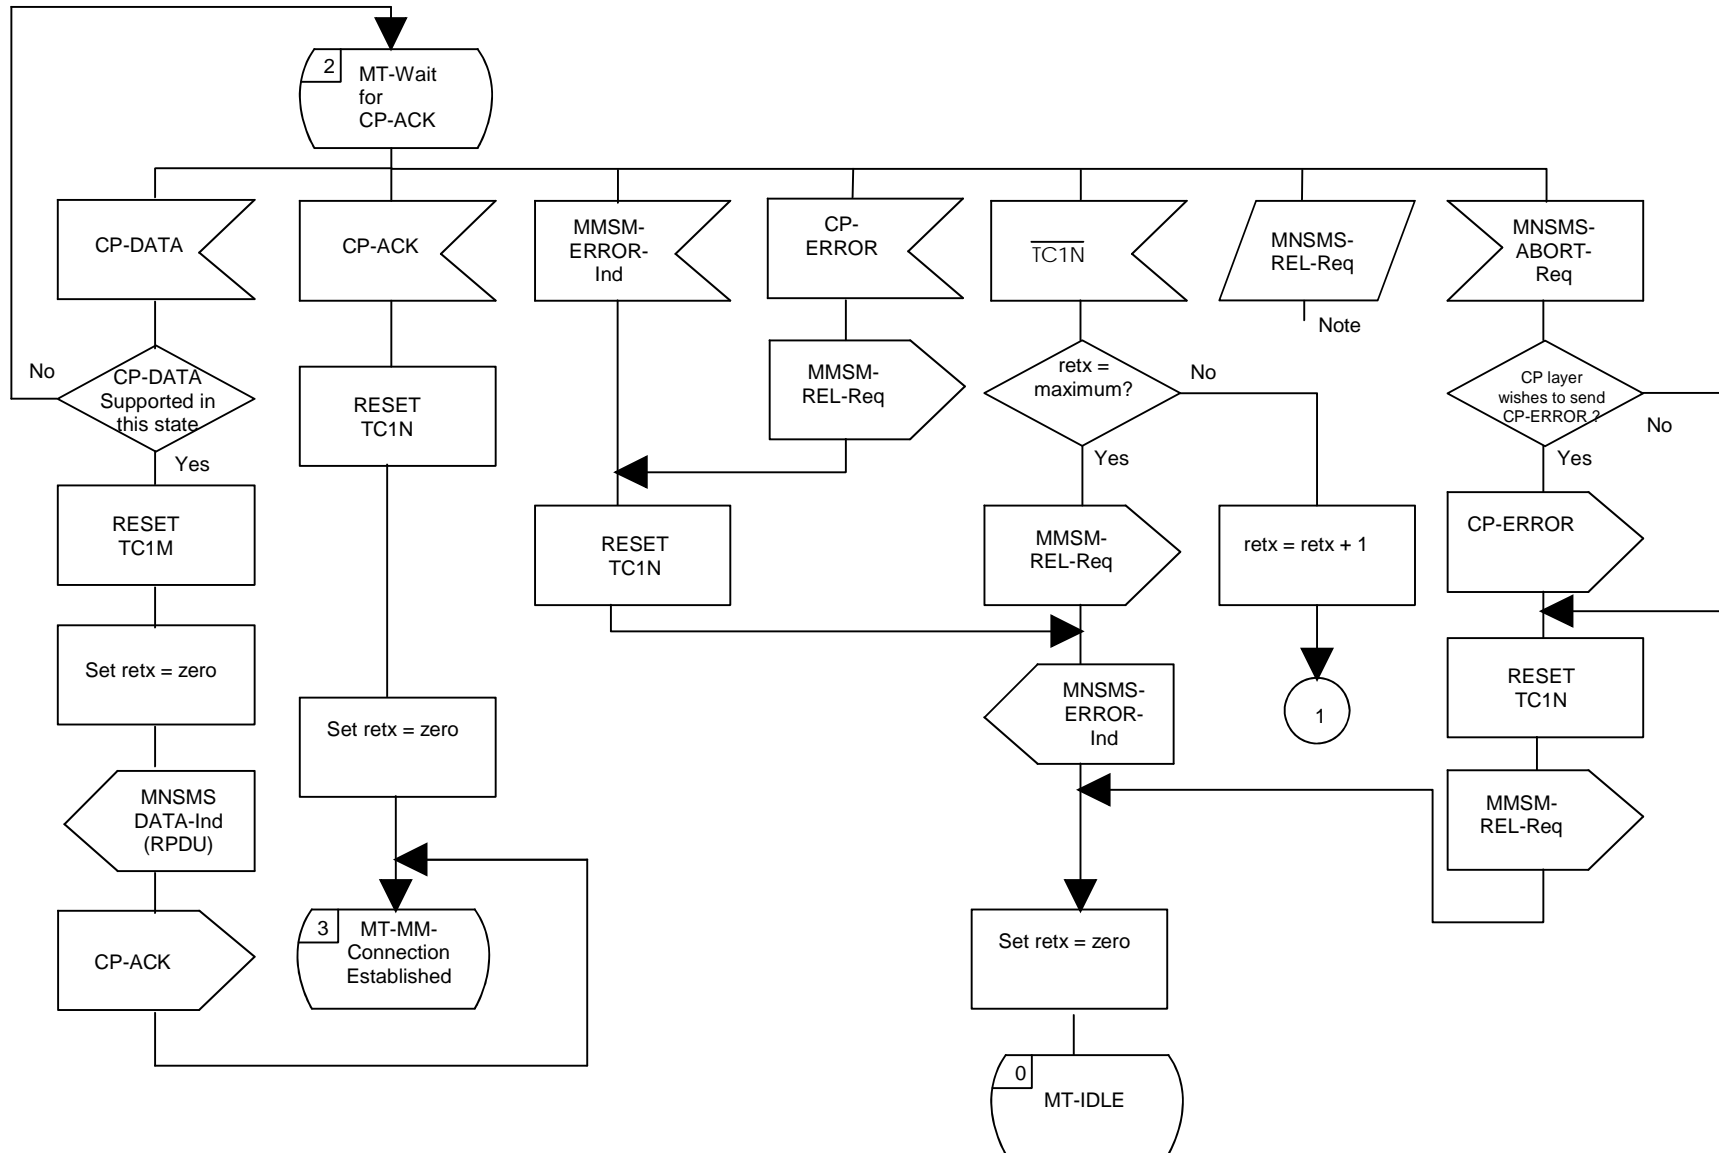 2
MT-Wait
for
CP-ACK
CP-DATA
CP-ACK
MMSM-
ERROR-
Ind
CP-
ERROR
TC1N
MNSMS-
REL-Req
MNSMS-
ABORT-
Req
Note
No
CP-DATA
Supported in
this state
Yes
RESET
TC1N
MMSM-
REL-Req
retx =
maximum?
No
Yes
CP layer
wishes to send
CP-ERROR ?
No
Yes
RESET
TC1M
RESET
TC1N
MMSM-
REL-Req
retx = retx + 1
CP-ERROR
Set retx = zero
Set retx = zero
MNSMS-
ERROR-
Ind
1
RESET
TC1N
MNSMS
DATA-Ind
(RPDU)
MMSM-
REL-Req
CP-ACK
3
MT-MM-
Connection
Established
Set retx = zero
0
MT-IDLE